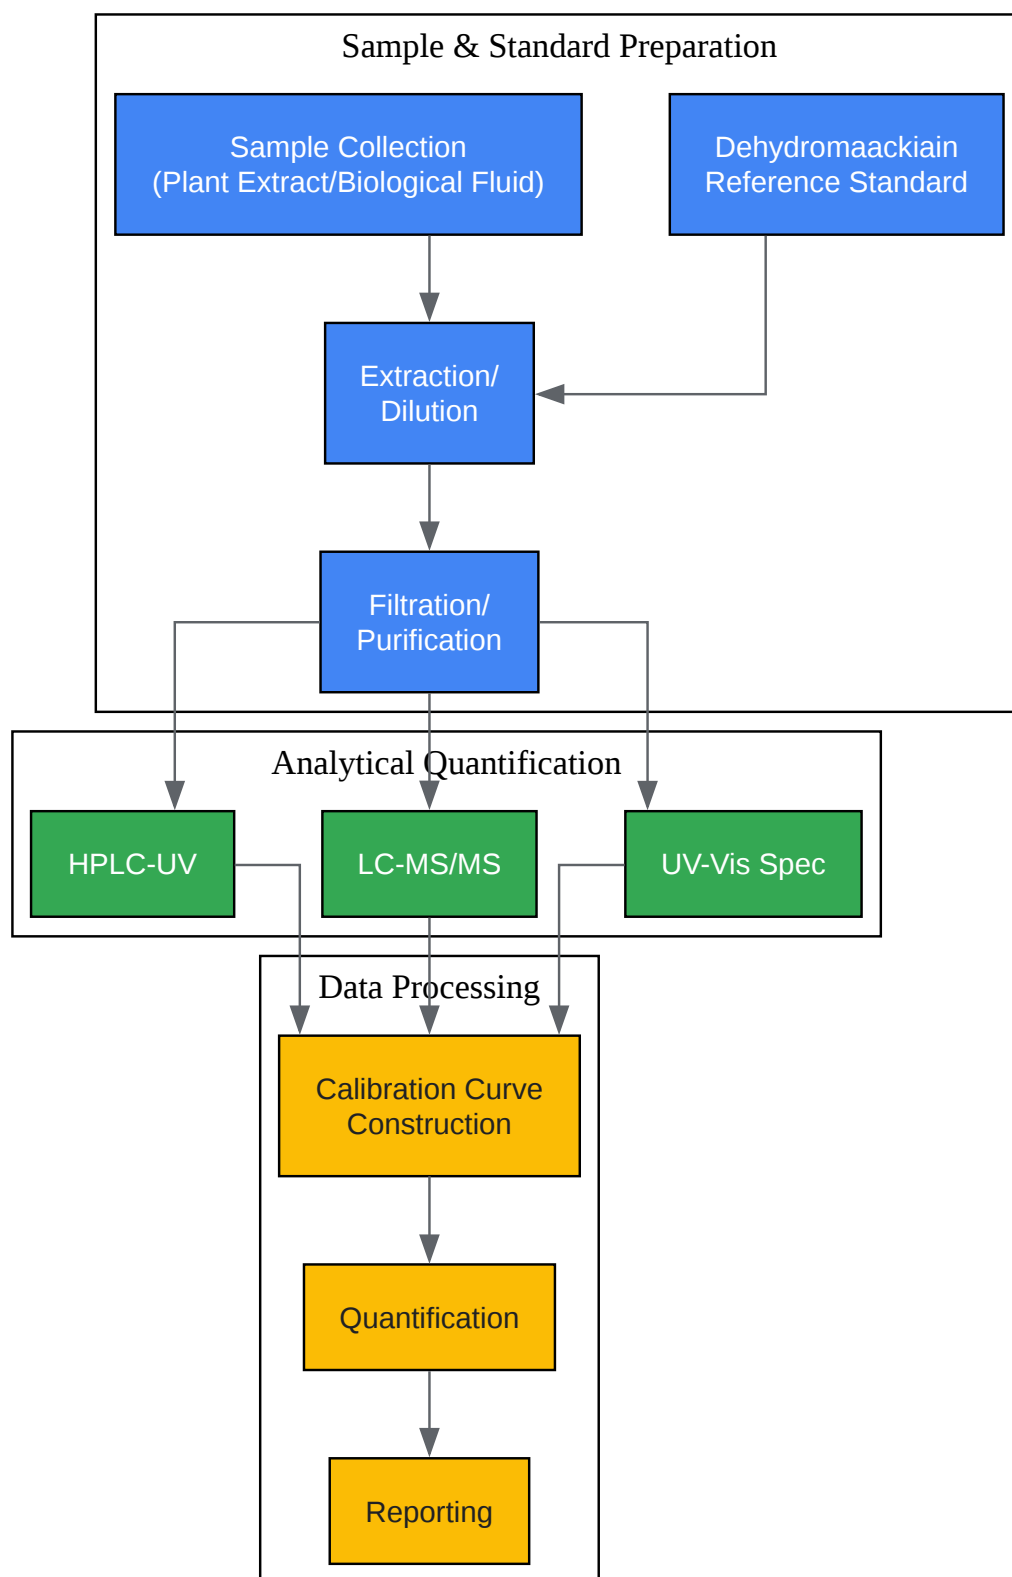 Sample & Standard Preparation
Sample Collection
(Plant Extract/Biological Fluid)
Dehydromaackiain
Reference Standard
Extraction/
Dilution
Filtration/
Purification
Analytical Quantification
HPLC-UV
LC-MS/MS
UV-Vis Spec
Data Processing
Calibration Curve
Construction
Quantification
Reporting